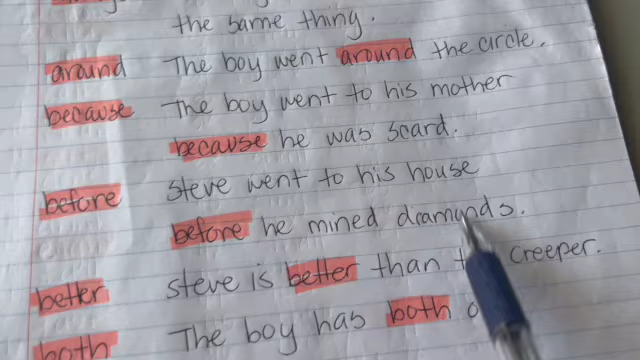 the same thing.
around The boy went around the circle.
because The boy went to his mother
because he was scard.
before Steve went to his house
before he mined diamonds.
better Steve is better than creeper.
both The boy has both